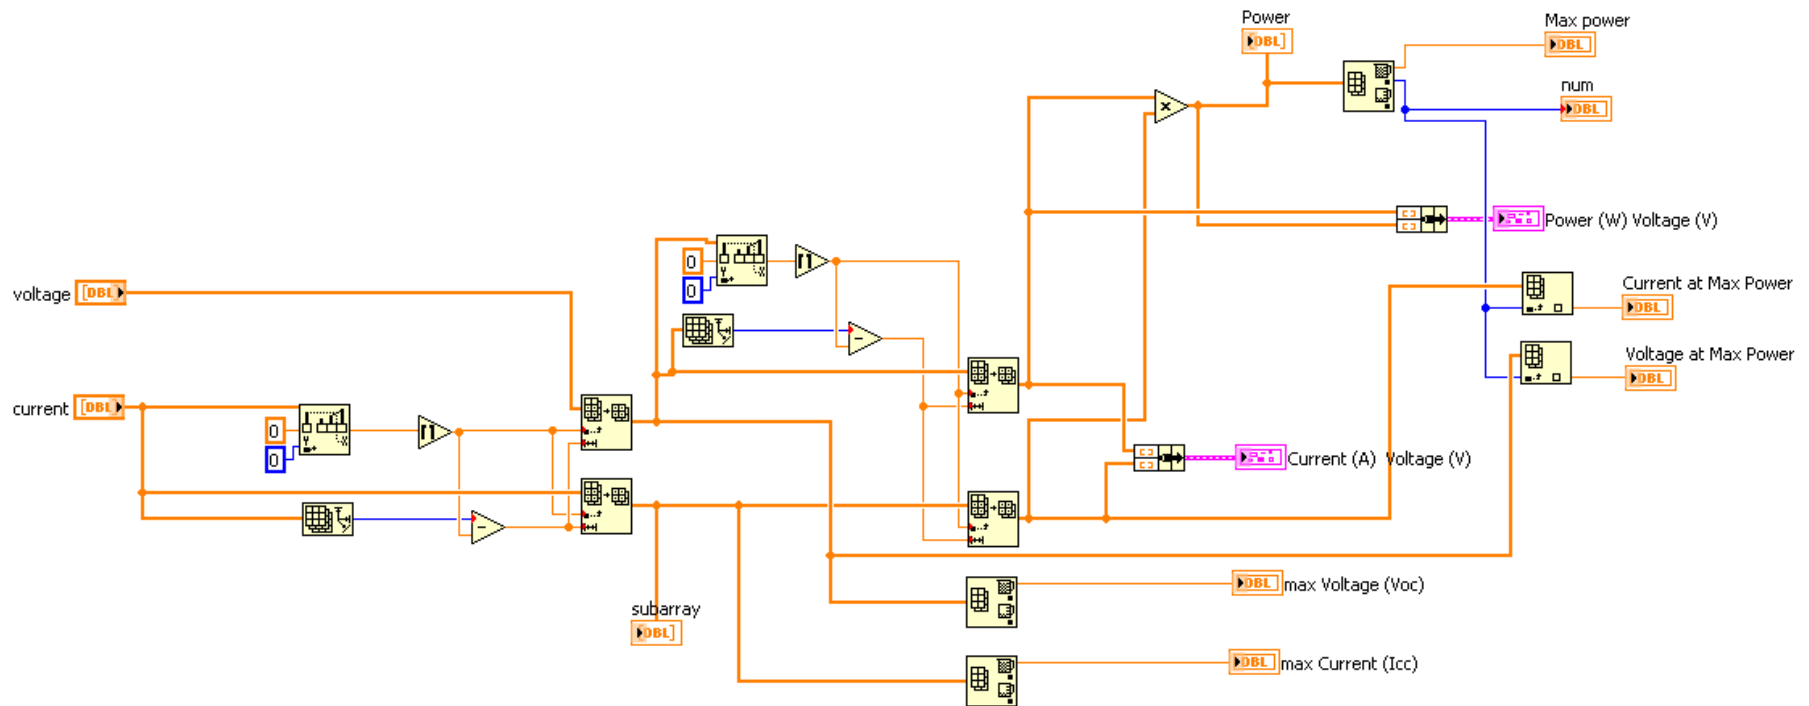 Power
DBL]
Max power
DBL
num
DBL
x
Power (W) Voltage (V)
0
0
voltage
[DBL
-
Current at Max Power
DBL
Voltage at Max Power
DBL
current
[DBL
0
0
Current (A) Voltage (V)
-
max Voltage (Voc)
DBL
subarray
DBL]
max Current (Icc)
DBL